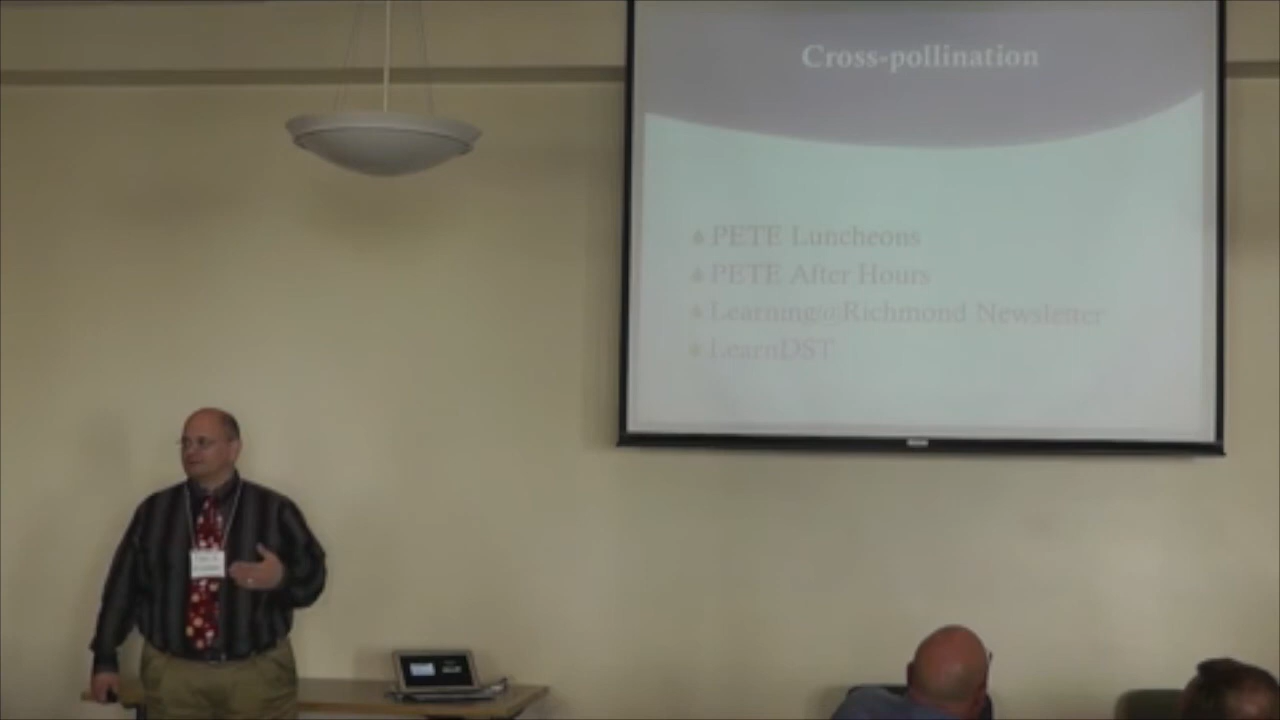 Cross-pollination
PETE Luncheons
PETE After Hours
Learning@Richmond Newsletter
LearnDST